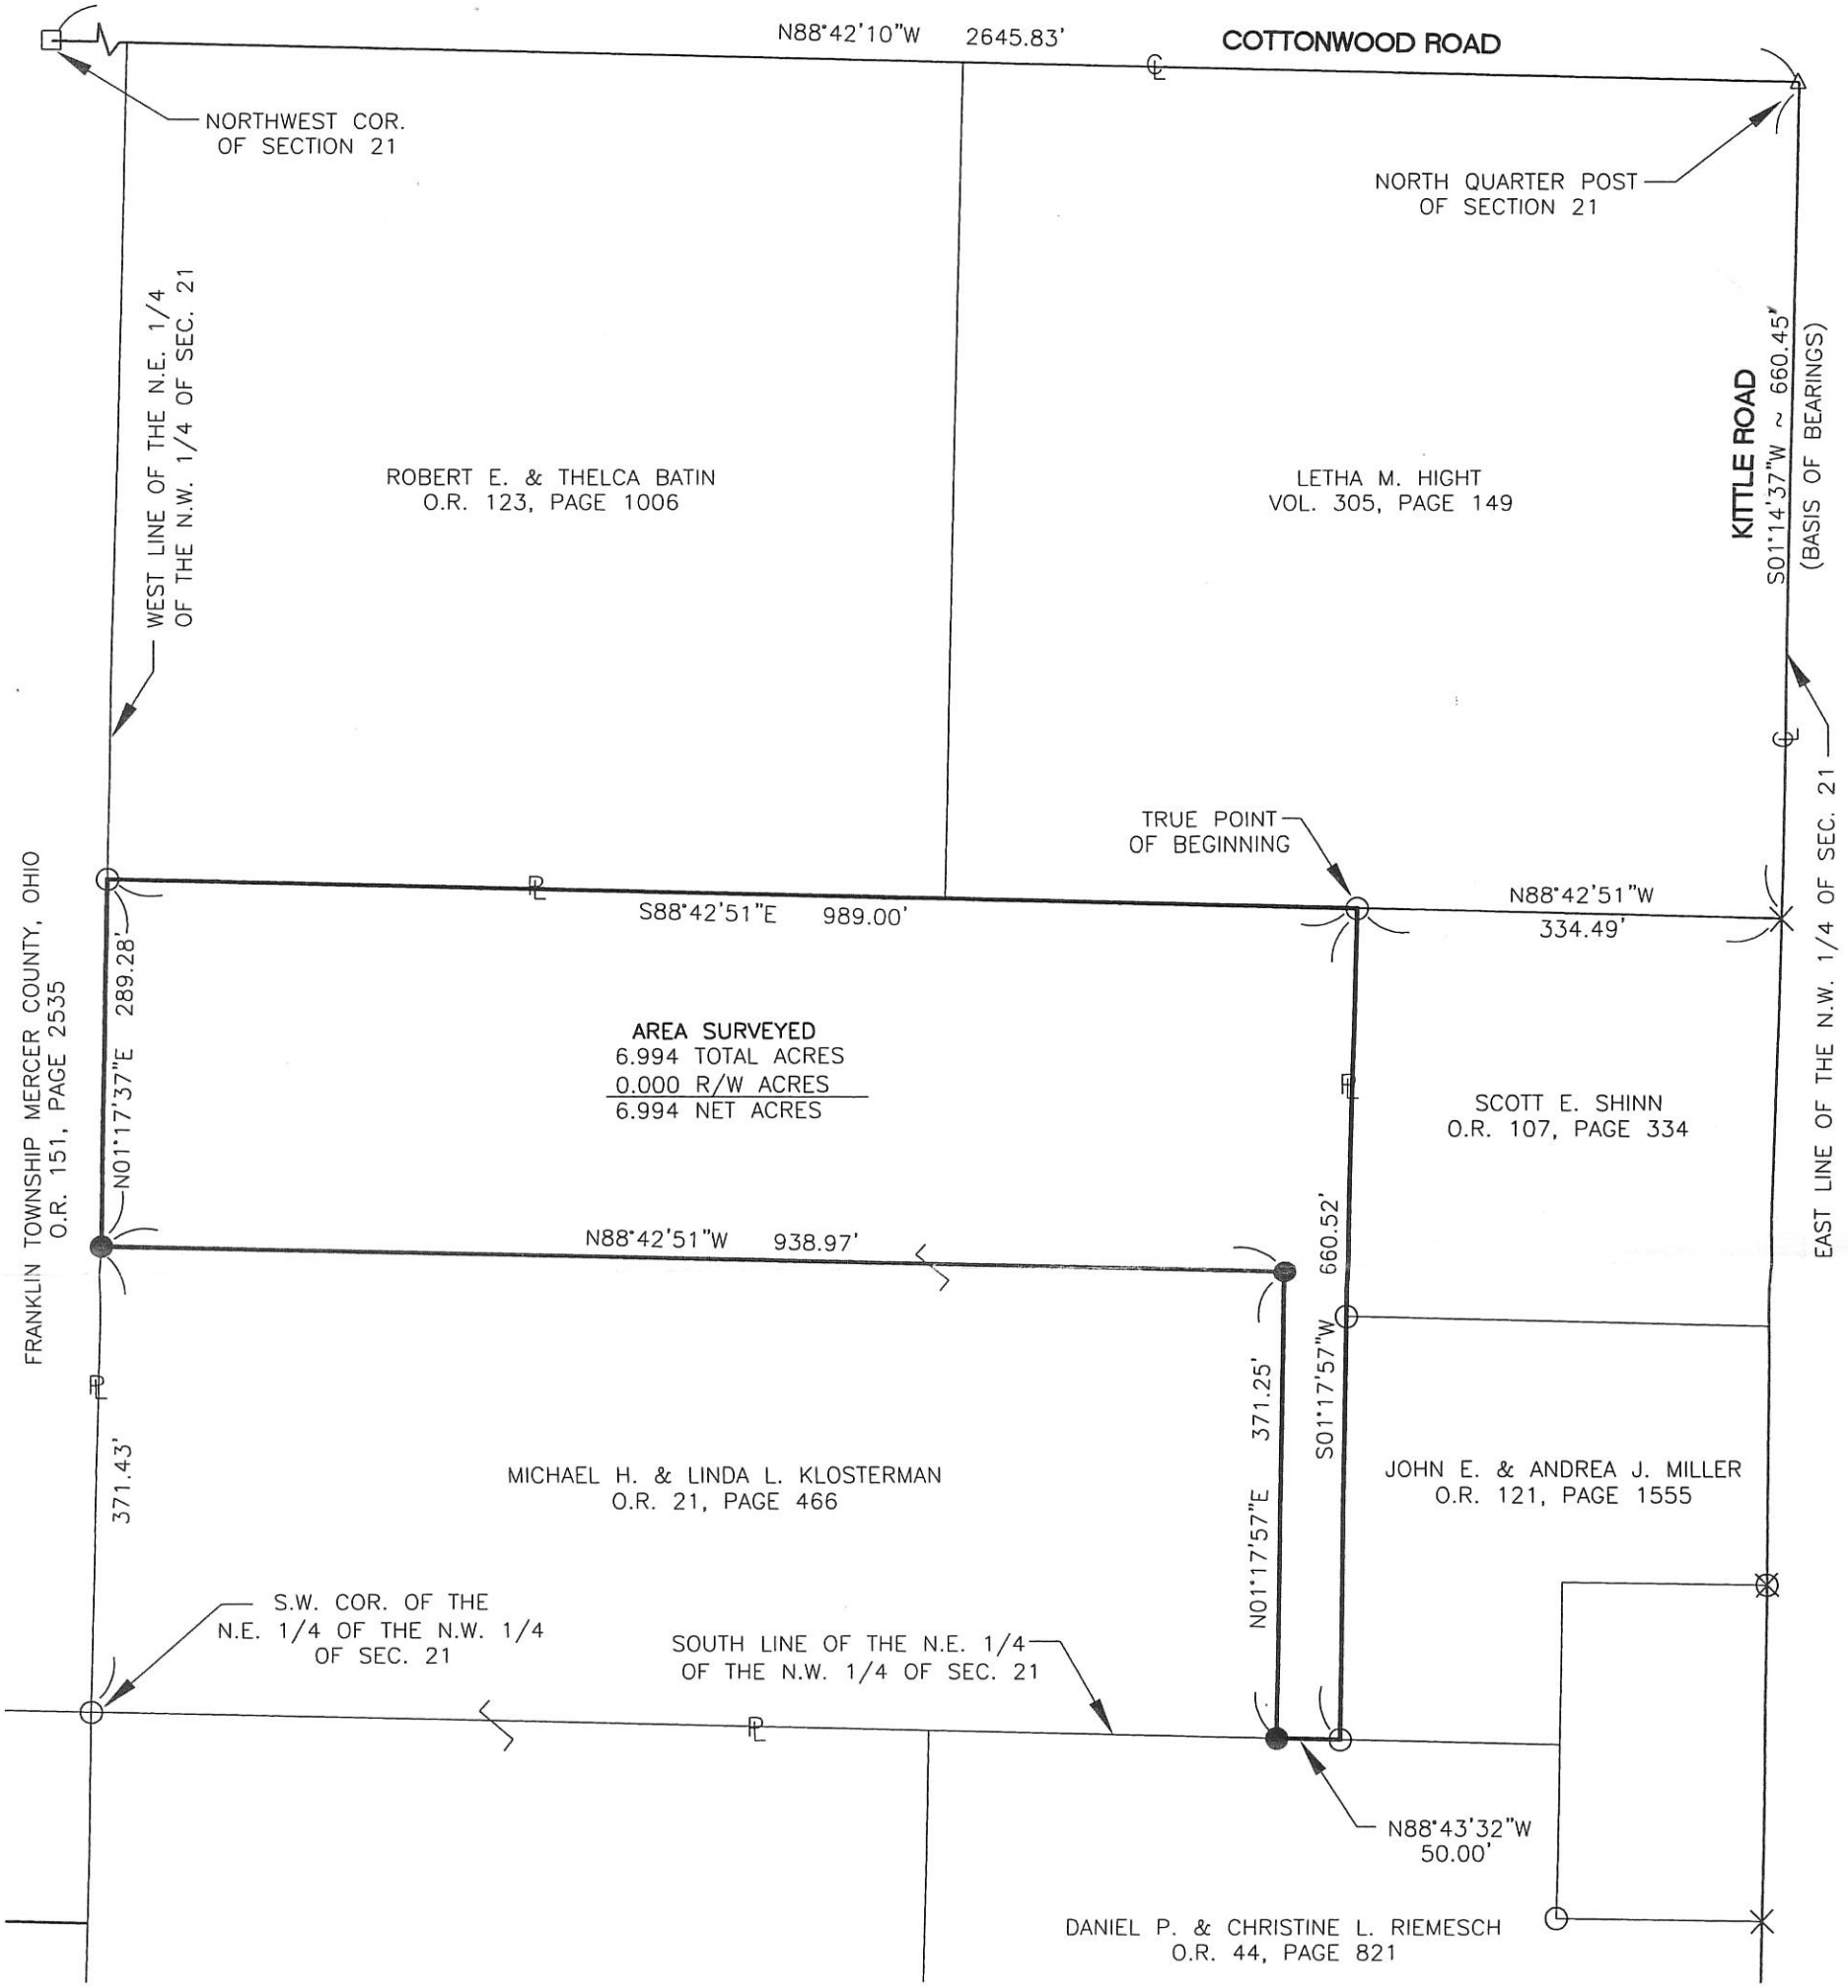 N88°42'10"W 2645.83'
COTTONWOOD ROAD
℄
NORTHWEST COR.
OF SECTION 21
NORTH QUARTER POST
OF SECTION 21
WEST LINE OF THE N.E. 1/4
OF THE N.W. 1/4 OF SEC. 21
ROBERT E. & THELCA BATIN
O.R. 123, PAGE 1006
LETHA M. HIGHT
VOL. 305, PAGE 149
KITTLE ROAD
S01°14'37"W ~ 660.45'
(BASIS OF BEARINGS)
℄
TRUE POINT
OF BEGINNING
EAST LINE OF THE N.W. 1/4 OF SEC. 21
FRANKLIN TOWNSHIP MERCER COUNTY, OHIO
O.R. 151, PAGE 2535
PL
S88°42'51"E 989.00'
N88°42'51"W
334.49'
N01°17'37"E 289.28'
AREA SURVEYED
6.994 TOTAL ACRES
0.000 R/W ACRES
6.994 NET ACRES
PL
SCOTT E. SHINN
O.R. 107, PAGE 334
N88°42'51"W 938.97'
S01°17'57"W 660.52'
PL
371.43'
N01°17'57"E 371.25'
MICHAEL H. & LINDA L. KLOSTERMAN
O.R. 21, PAGE 466
JOHN E. & ANDREA J. MILLER
O.R. 121, PAGE 1555
S.W. COR. OF THE
N.E. 1/4 OF THE N.W. 1/4
OF SEC. 21
SOUTH LINE OF THE N.E. 1/4
OF THE N.W. 1/4 OF SEC. 21
PL
N88°43'32"W
50.00'
DANIEL P. & CHRISTINE L. RIEMESCH
O.R. 44, PAGE 821